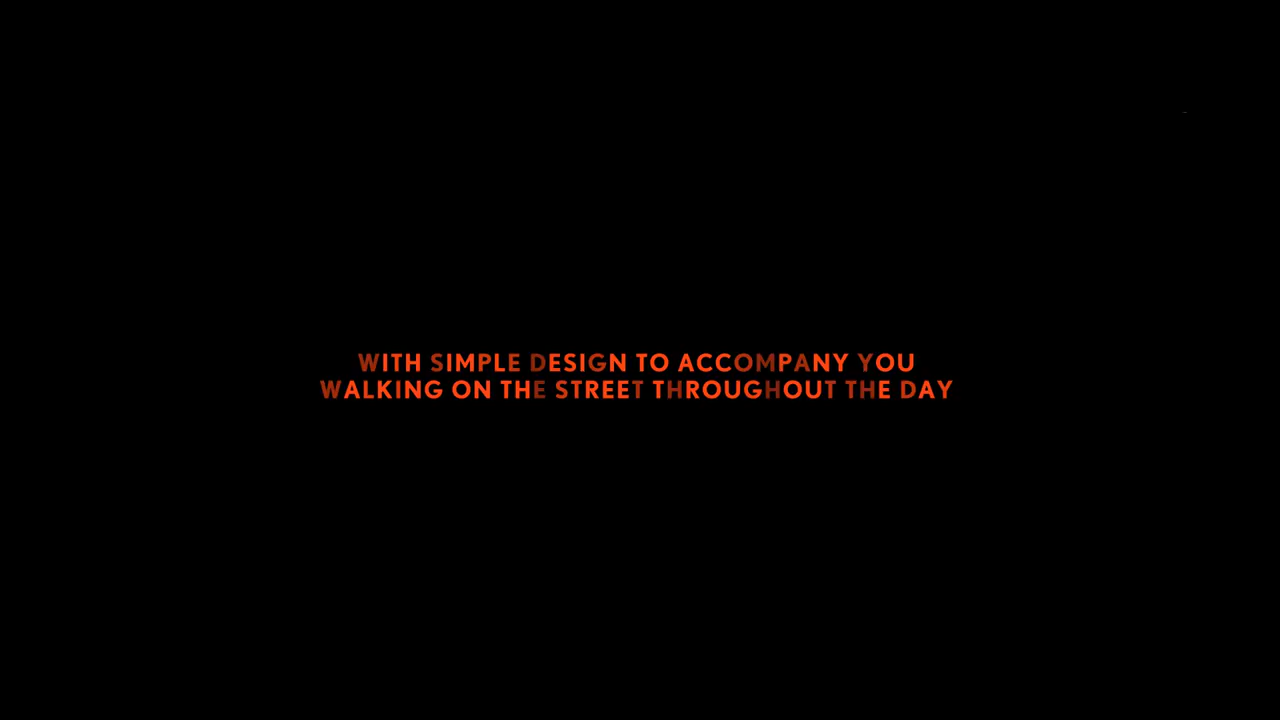 WITH SIMPLE DESIGN TO ACCOMPANY YOU
WALKING ON THE STREET THROUGHOUT THE DAY